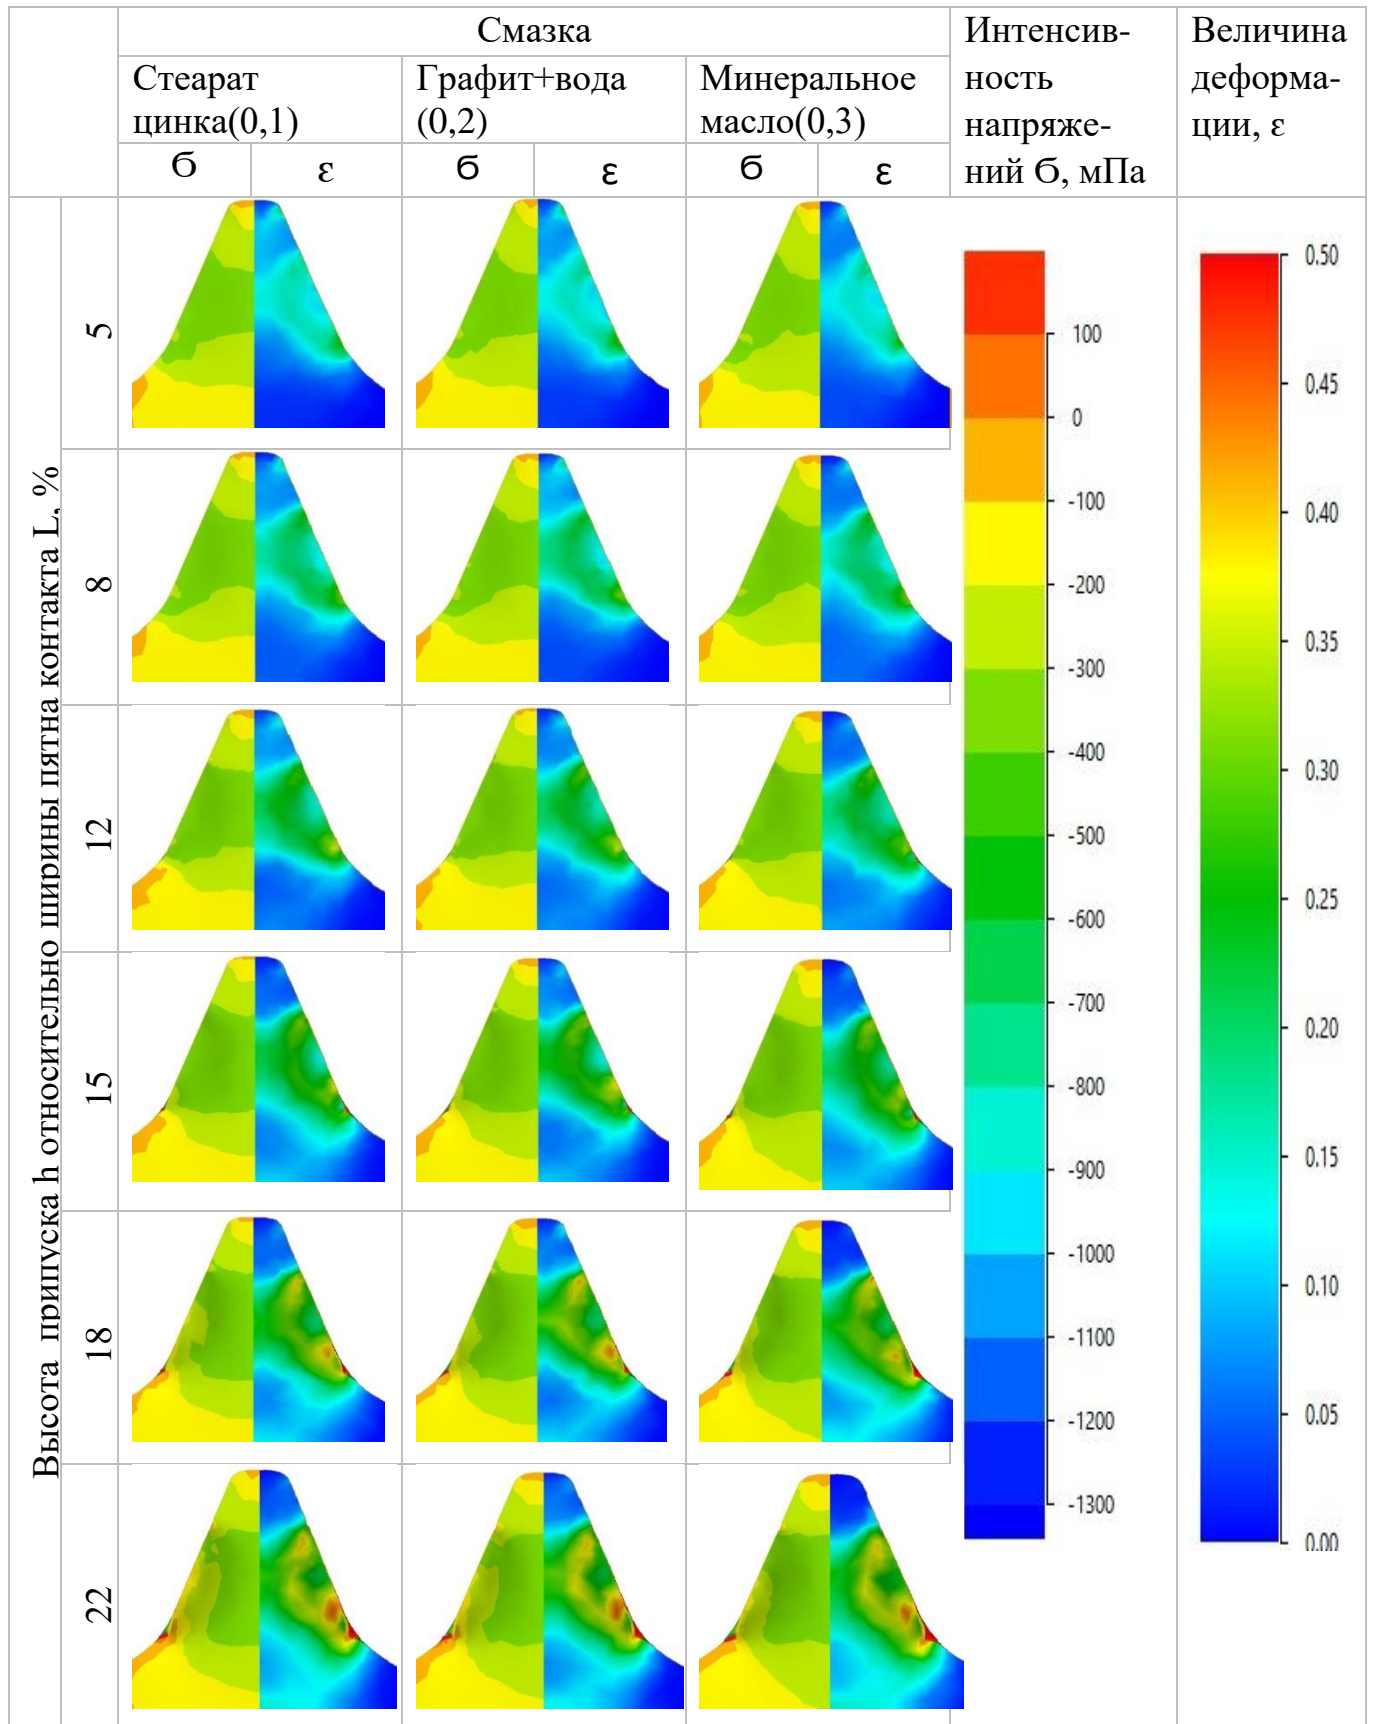 Смазка
Интенсив-
ность
напряже-
ний Ϭ, мПа
Величина
деформа-
ции, ε
Стеарат
цинка(0,1)
Графит+вода
(0,2)
Минеральное
масло(0,3)
Ϭ
ε
Ϭ
ε
Ϭ
ε
Высота припуска h относительно ширины пятна контакта L, %
5
8
12
15
18
22
100
0
-100
-200
-300
-400
-500
-600
-700
-800
-900
-1000
-1100
-1200
-1300
0.50
0.45
0.40
0.35
0.30
0.25
0.20
0.15
0.10
0.05
0.00